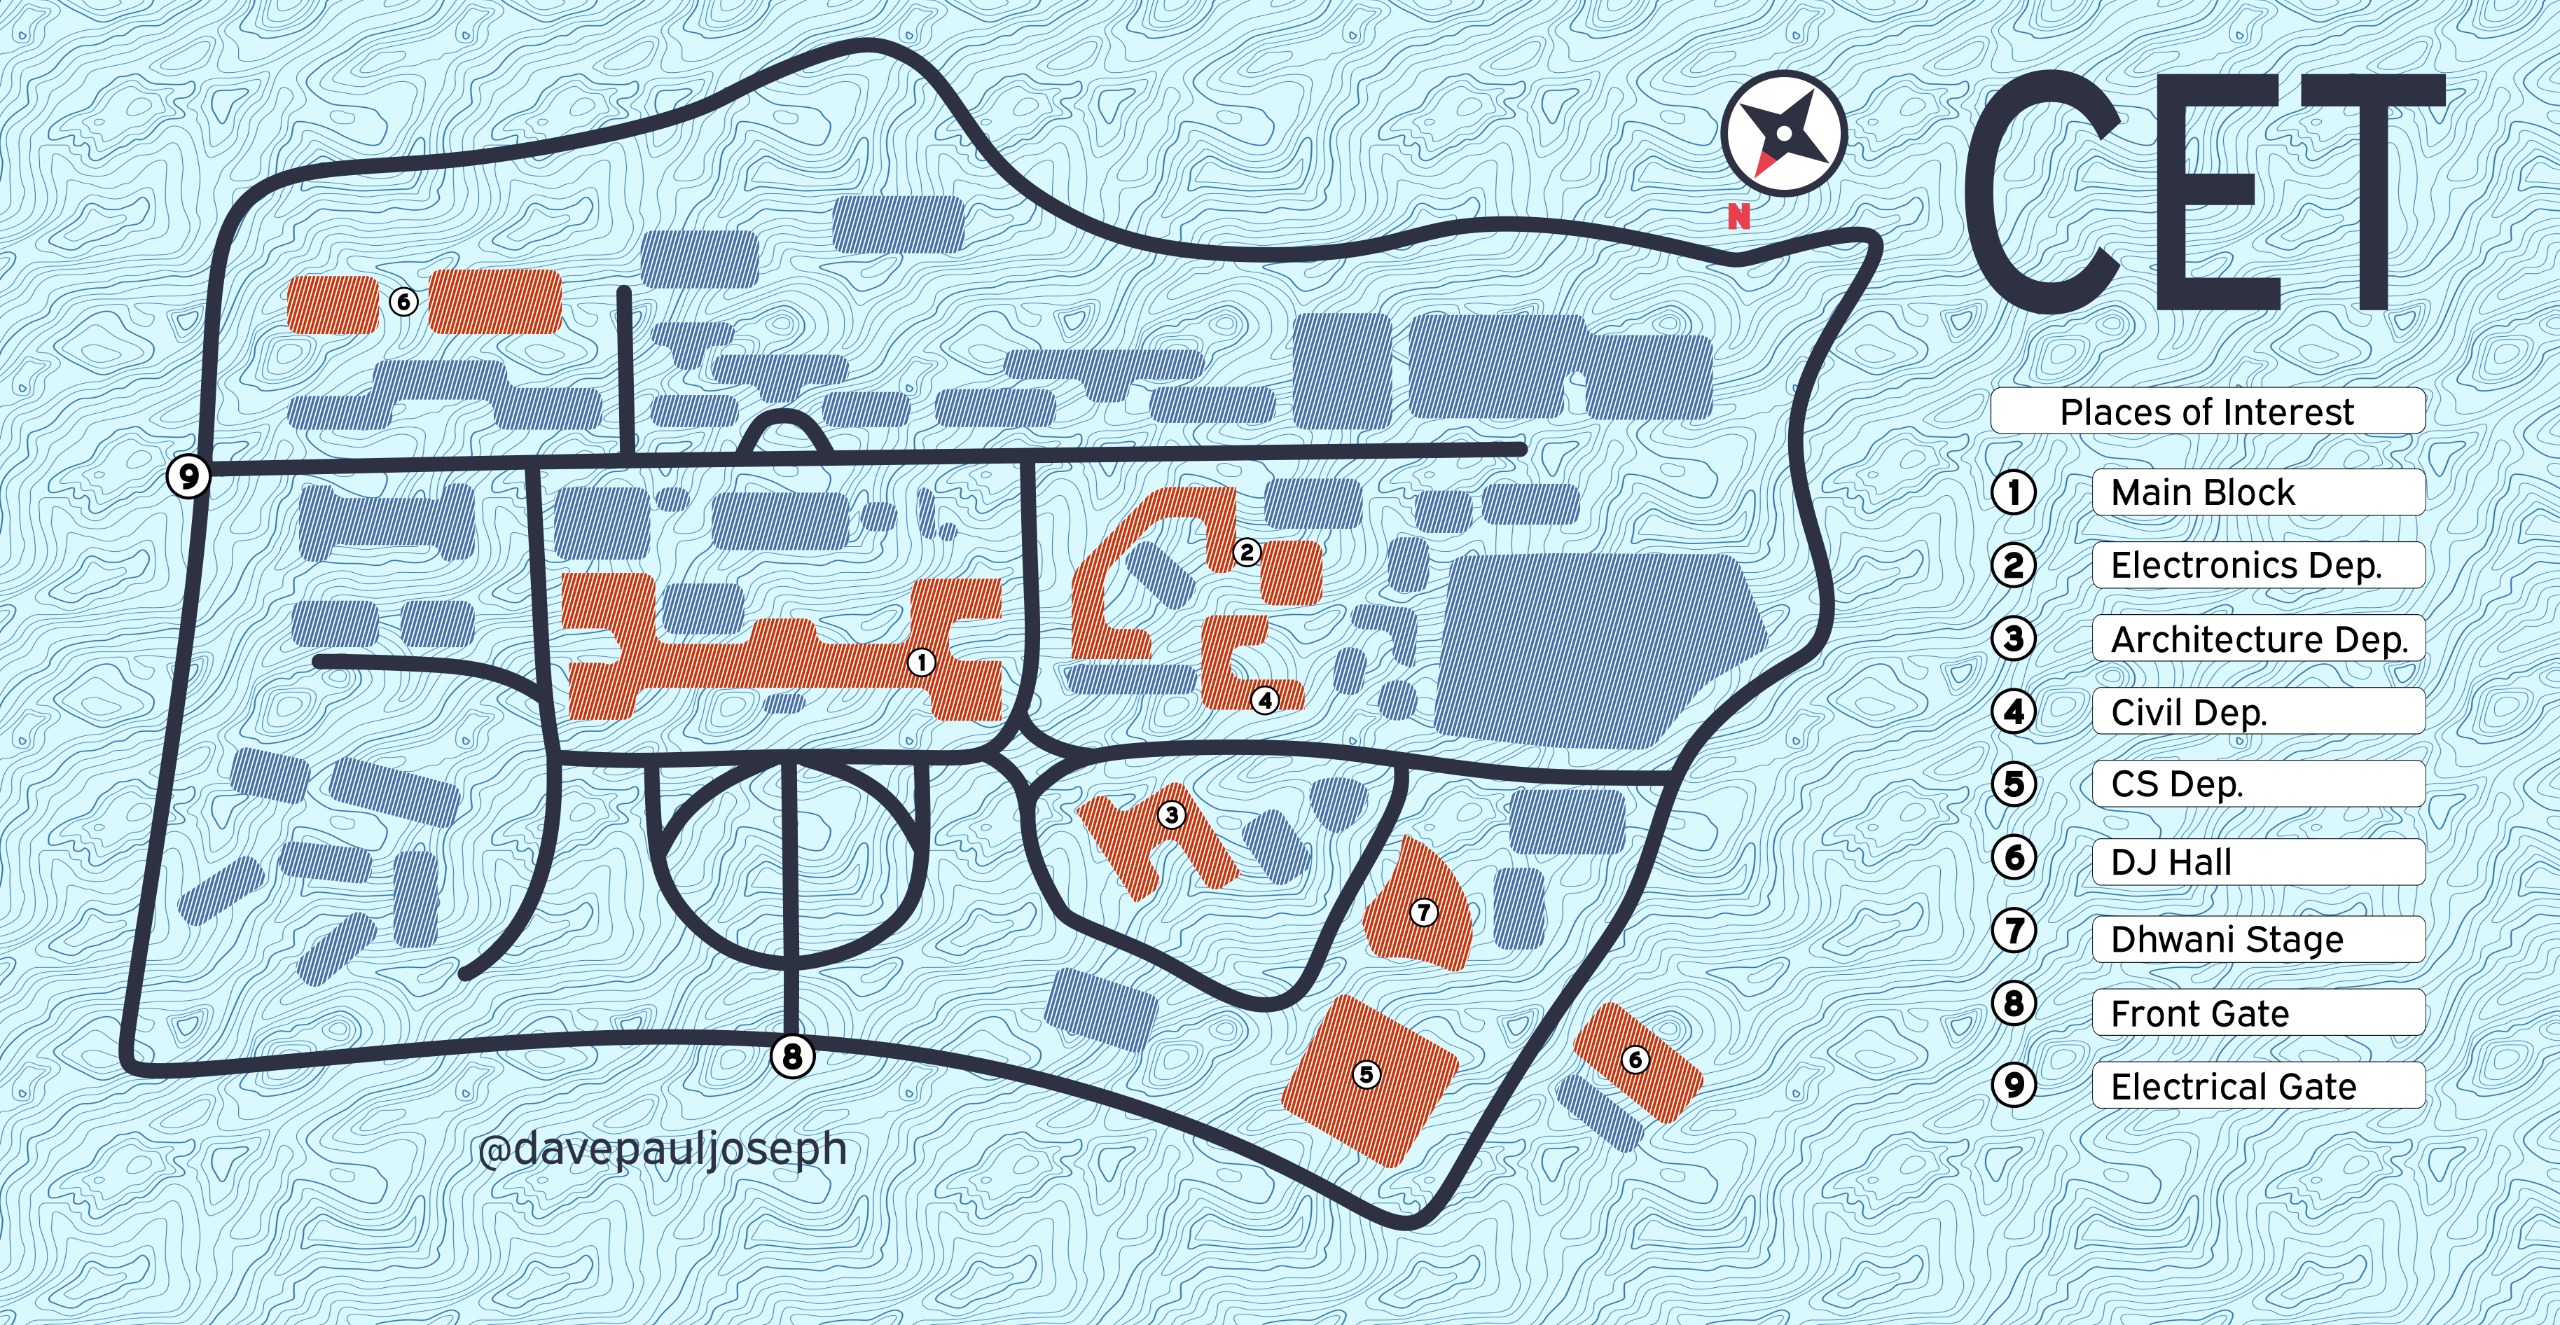 CET
N
Places of Interest
1 Main Block
2 Electronics Dep.
3 Architecture Dep.
4 Civil Dep.
5 CS Dep.
6 DJ Hall
7 Dhwani Stage
8 Front Gate
9 Electrical Gate
6
9
2
1
4
3
7
8
5
6
@davepauljoseph